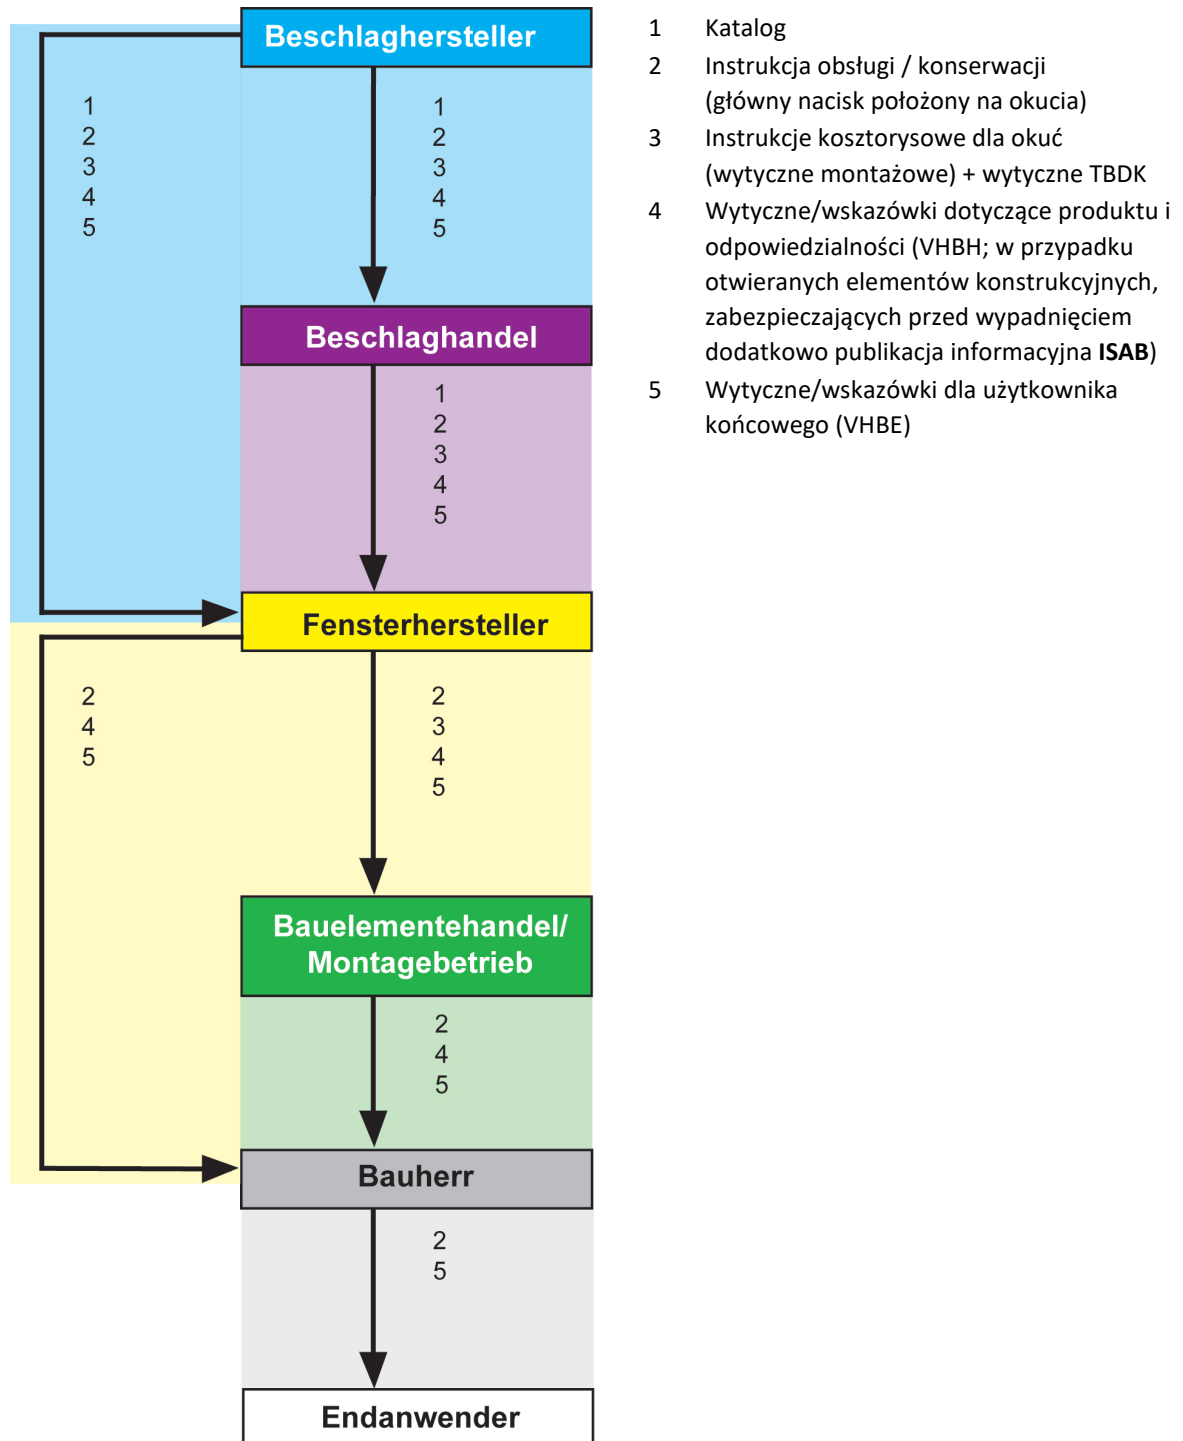 Beschlaghersteller
1
2
3
4
5
1
2
3
4
5
Beschlaghandel
1
2
3
4
5
Fensterhersteller
2
4
5
2
3
4
5
Bauelementehandel/
Montagebetrieb
2
4
5
Bauherr
2
5
Endanwender
1 Katalog
2 Instrukcja obsługi / konserwacji
(główny nacisk położony na okucia)
3 Instrukcje kosztorysowe dla okuć
(wytyczne montażowe) + wytyczne TBDK
4 Wytyczne/wskazówki dotyczące produktu i
odpowiedzialności (VHBH; w przypadku
otwieranych elementów konstrukcyjnych,
zabezpieczających przed wypadnięciem
dodatkowo publikacja informacyjna ISAB)
5 Wytyczne/wskazówki dla użytkownika
końcowego (VHBE)